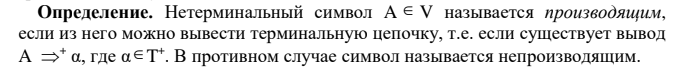 Определение. Нетерминальный символ A ∈ V называется производящим,
если из него можно вывести терминальную цепочку, т.е. если существует вывод
A ⇒⁺ α, где α∈T⁺. В противном случае символ называется непроизводящим.